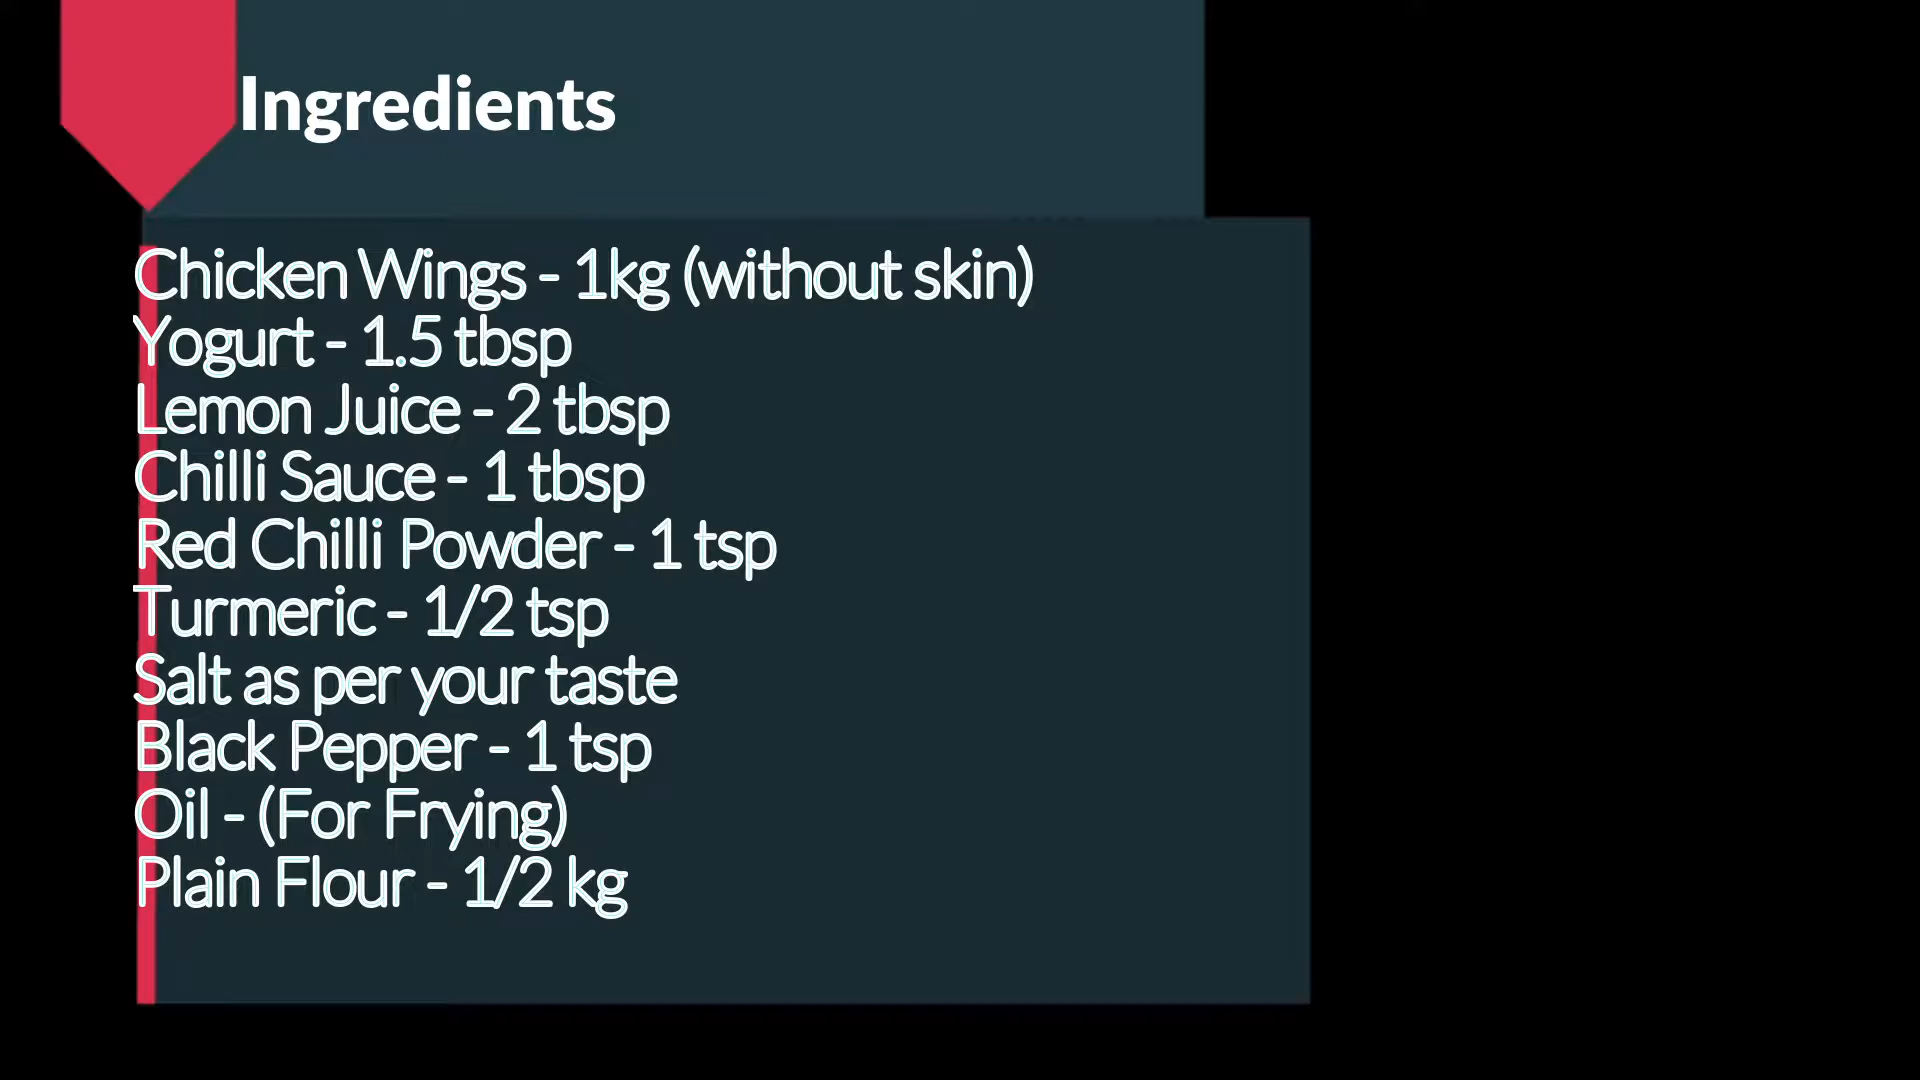 Ingredients
Chicken Wings - 1kg (without skin)
Yogurt - 1.5 tbsp
Lemon Juice - 2 tbsp
Chilli Sauce - 1 tbsp
Red Chilli Powder - 1 tsp
Turmeric - 1/2 tsp
Salt as per your taste
Black Pepper - 1 tsp
Oil - (For Frying)
Plain Flour - 1/2 kg